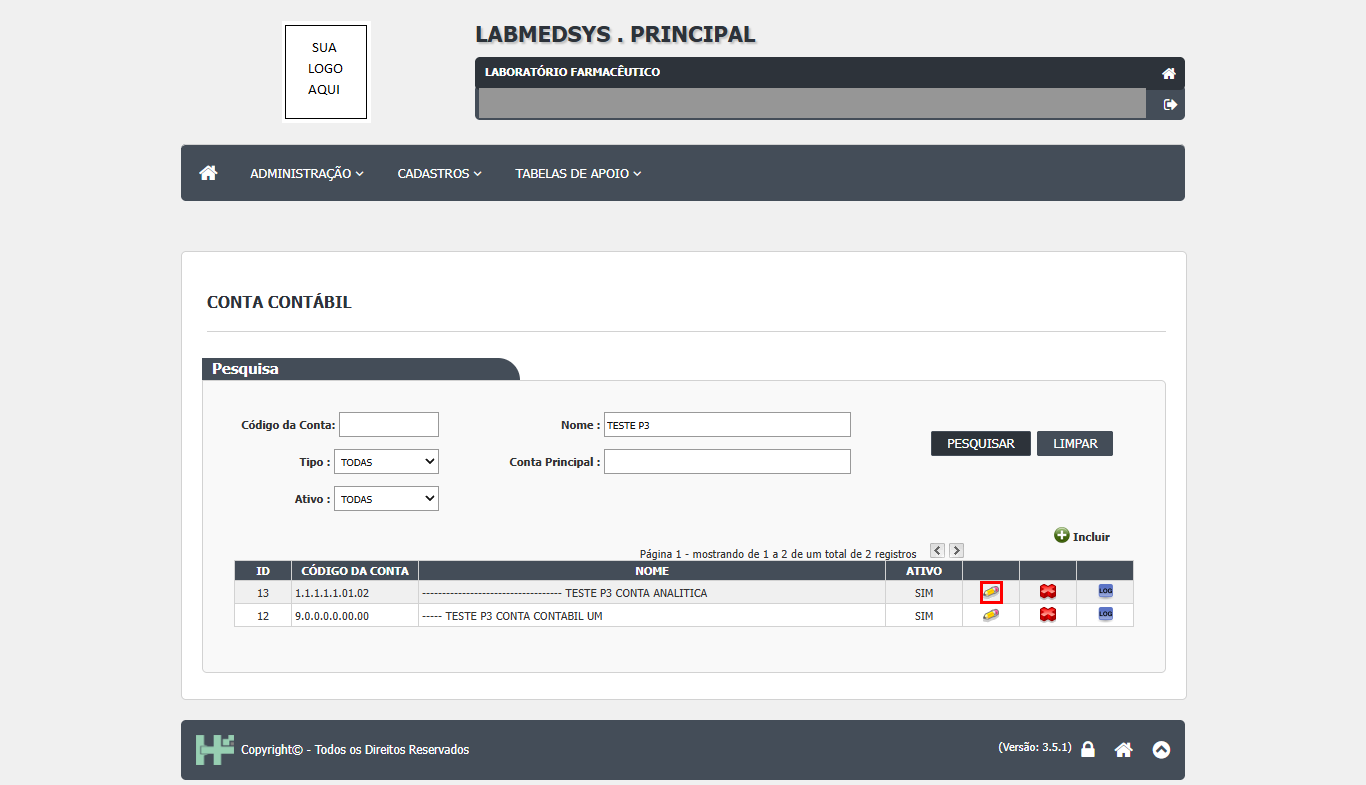 SUA
LOGO
AQUI
LABMEDSYS . PRINCIPAL
LABORATÓRIO FARMACÊUTICO
ADMINISTRAÇÃO CADASTROS TABELAS DE APOIO
CONTA CONTÁBIL
Pesquisa
Código da Conta: Nome : TESTE P3
PESQUISAR LIMPAR
Tipo : TODAS Conta Principal :
Ativo : TODAS
Incluir
Página 1 - mostrando de 1 a 2 de um total de 2 registros
ID CÓDIGO DA CONTA NOME ATIVO
13 1.1.1.1.1.01.02 ----------------------------------- TESTE P3 CONTA ANALITICA SIM LOG
12 9.0.0.0.0.00.00 ----- TESTE P3 CONTA CONTABIL UM SIM LOG
Copyright© - Todos os Direitos Reservados (Versão: 3.5.1)